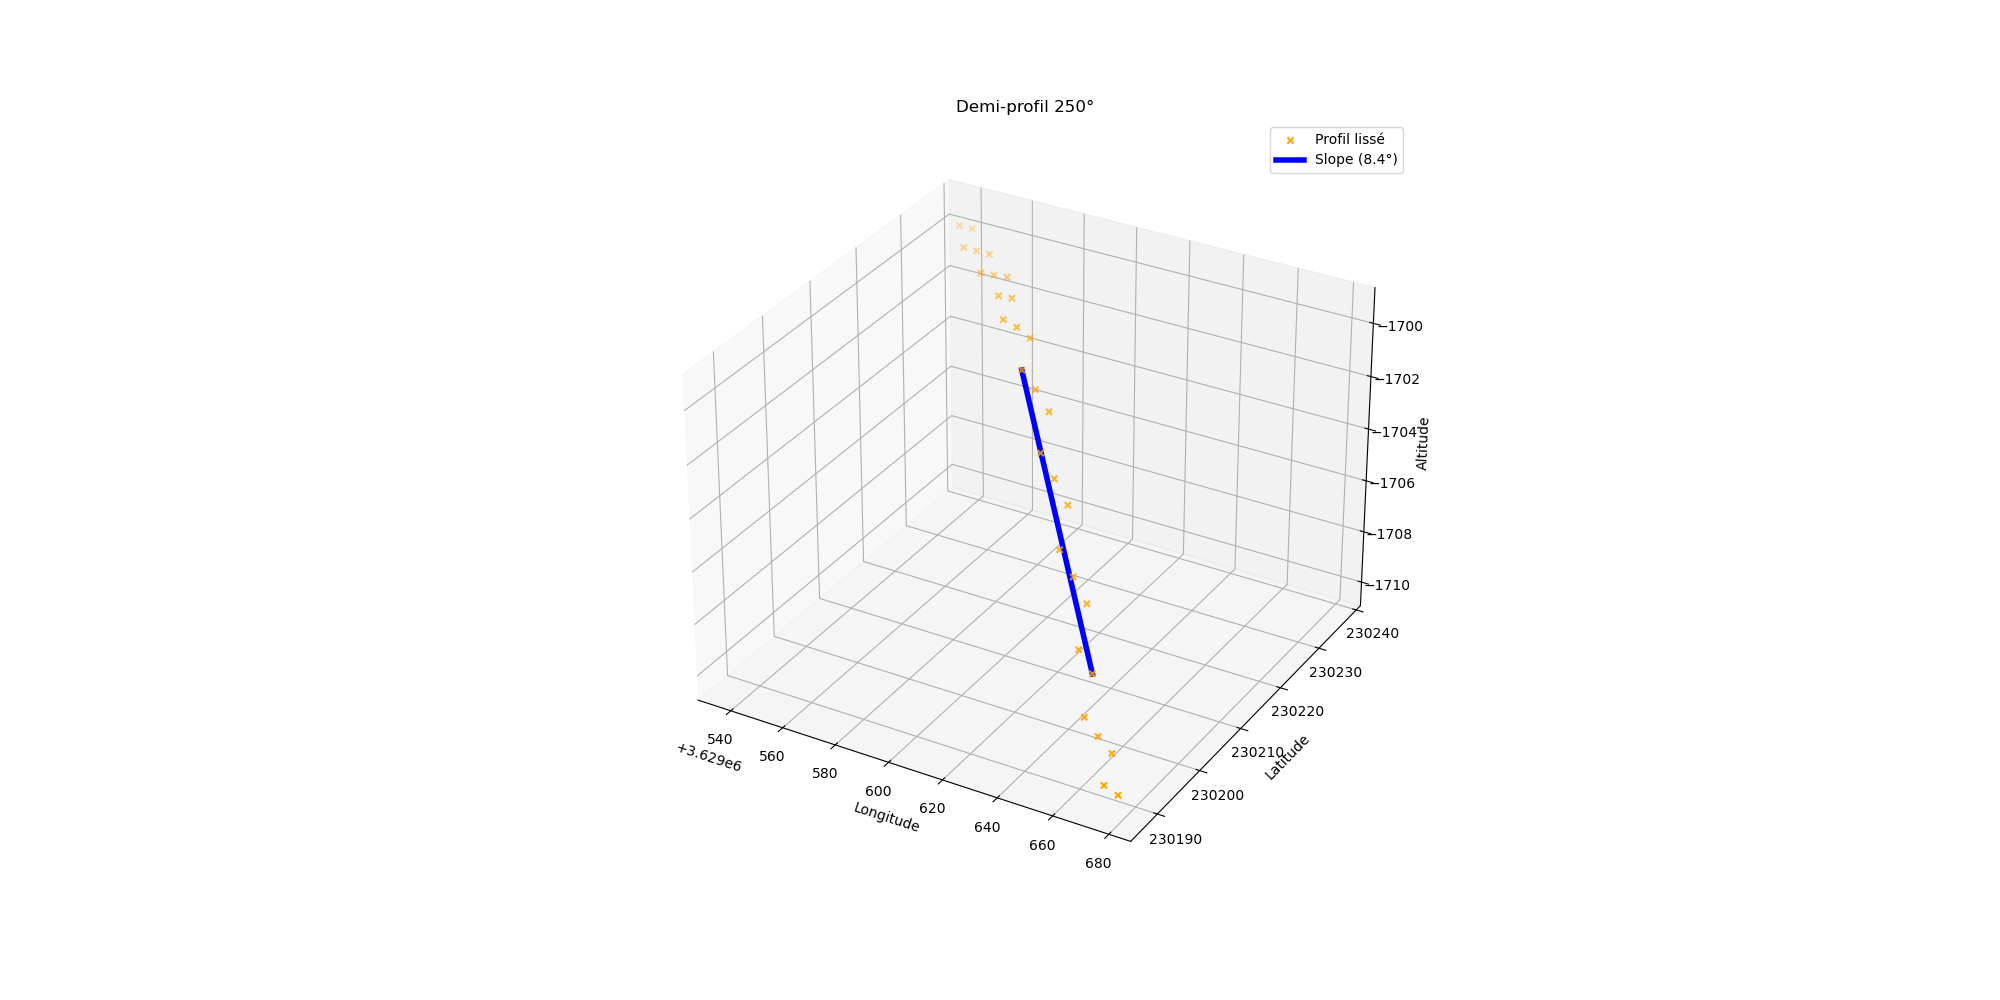 Demi-profil 250°
Profil lissé
Slope (8.4°)
−1700
−1702
−1704
−1706
−1708
−1710
Altitude
230240
230230
230220
230210
230200
230190
Latitude
540
560
580
600
620
640
660
680
+3.629e6
Longitude